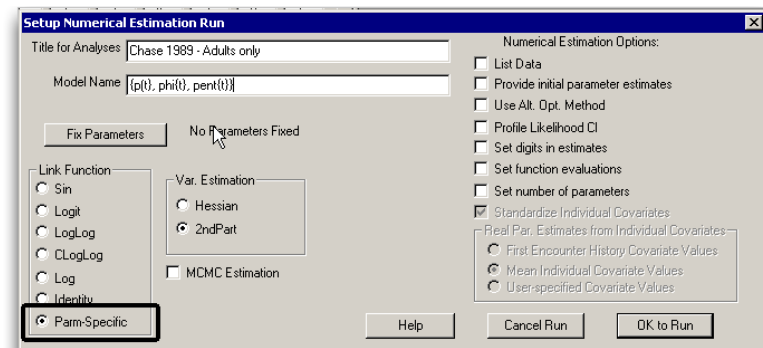 Setup Numerical Estimation Run
Title for Analyses Chase 1989 - Adults only
Model Name {p(t), phi(t), pent(t)}
Fix Parameters No Parameters Fixed
Link Function
Sin
Logit
LogLog
CLogLog
Log
Identity
Parm-Specific
Var. Estimation
Hessian
2ndPart
MCMC Estimation
Numerical Estimation Options:
List Data
Provide initial parameter estimates
Use Alt. Opt. Method
Profile Likelihood CI
Set digits in estimates
Set function evaluations
Set number of parameters
Standardize Individual Covariates
Real Par. Estimates from Individual Covariates
First Encounter History Covariate Values
Mean Individual Covariate Values
User-specified Covariate Values
Help
Cancel Run
OK to Run